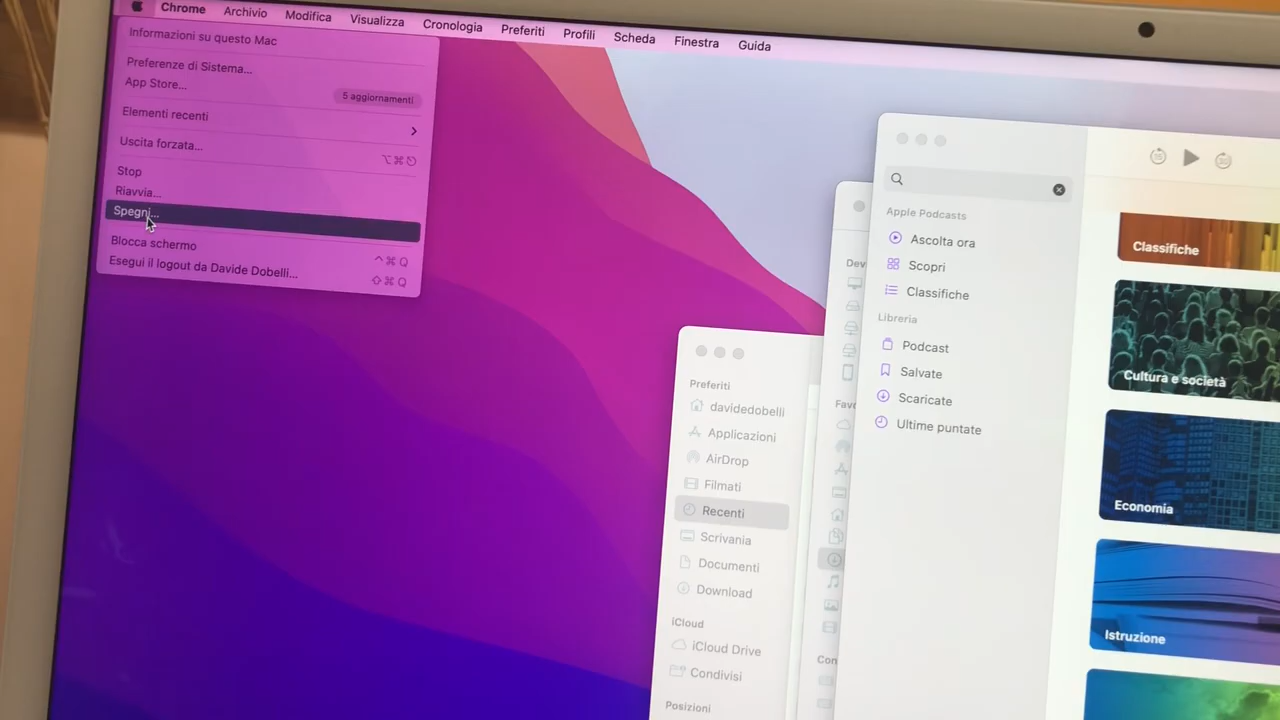 Chrome Archivio Modifica Visualizza Cronologia Preferiti Profili Scheda Finestra Guida
Informazioni su questo Mac
Preferenze di Sistema...
App Store...
5 aggiornamenti
Elementi recenti
Uscita forzata... ⌥⌘⎋
Stop
Riavvia...
Spegni...
Blocca schermo ^⌘Q
Esegui il logout da Davide Dobelli... ⇧⌘Q
Preferiti
davidedobelli
Applicazioni
AirDrop
Filmati
Recenti
Scrivania
Documenti
Download
iCloud
iCloud Drive
Condivisi
Posizioni
Dev
Favo
Con
Apple Podcasts
Ascolta ora
Scopri
Classifiche
Libreria
Podcast
Salvate
Scaricate
Ultime puntate
Classifiche
Cultura e società
Economia
Istruzione